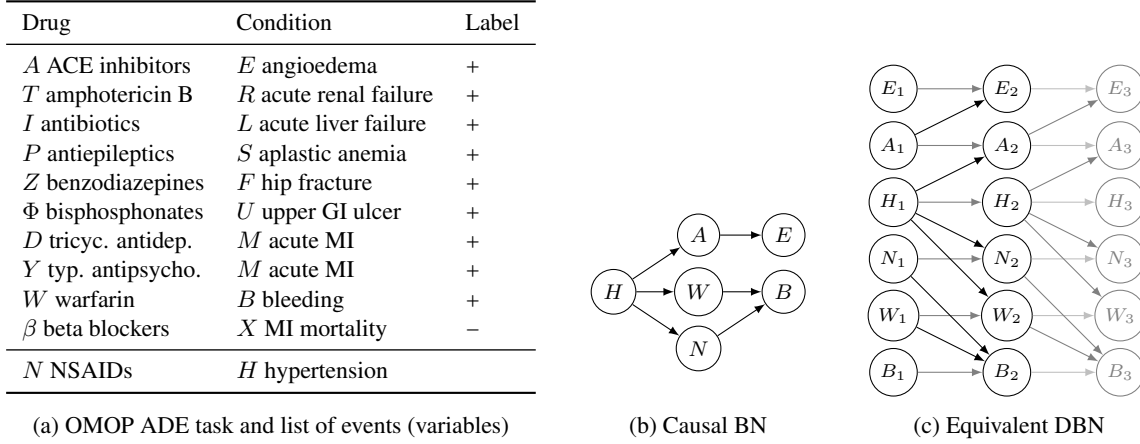 Drug Condition Label
A ACE inhibitors E angioedema +
T amphotericin B R acute renal failure +
I antibiotics L acute liver failure +
P antiepileptics S aplastic anemia +
Z benzodiazepines F hip fracture +
Φ bisphosphonates U upper GI ulcer +
D tricyc. antidep. M acute MI +
Y typ. antipsycho. M acute MI +
W warfarin B bleeding +
β beta blockers X MI mortality −
N NSAIDs H hypertension
(a) OMOP ADE task and list of events (variables)
A E
H W B
N
(b) Causal BN
E1 E2 E3
A1 A2 A3
H1 H2 H3
N1 N2 N3
W1 W2 W3
B1 B2 B3
(c) Equivalent DBN